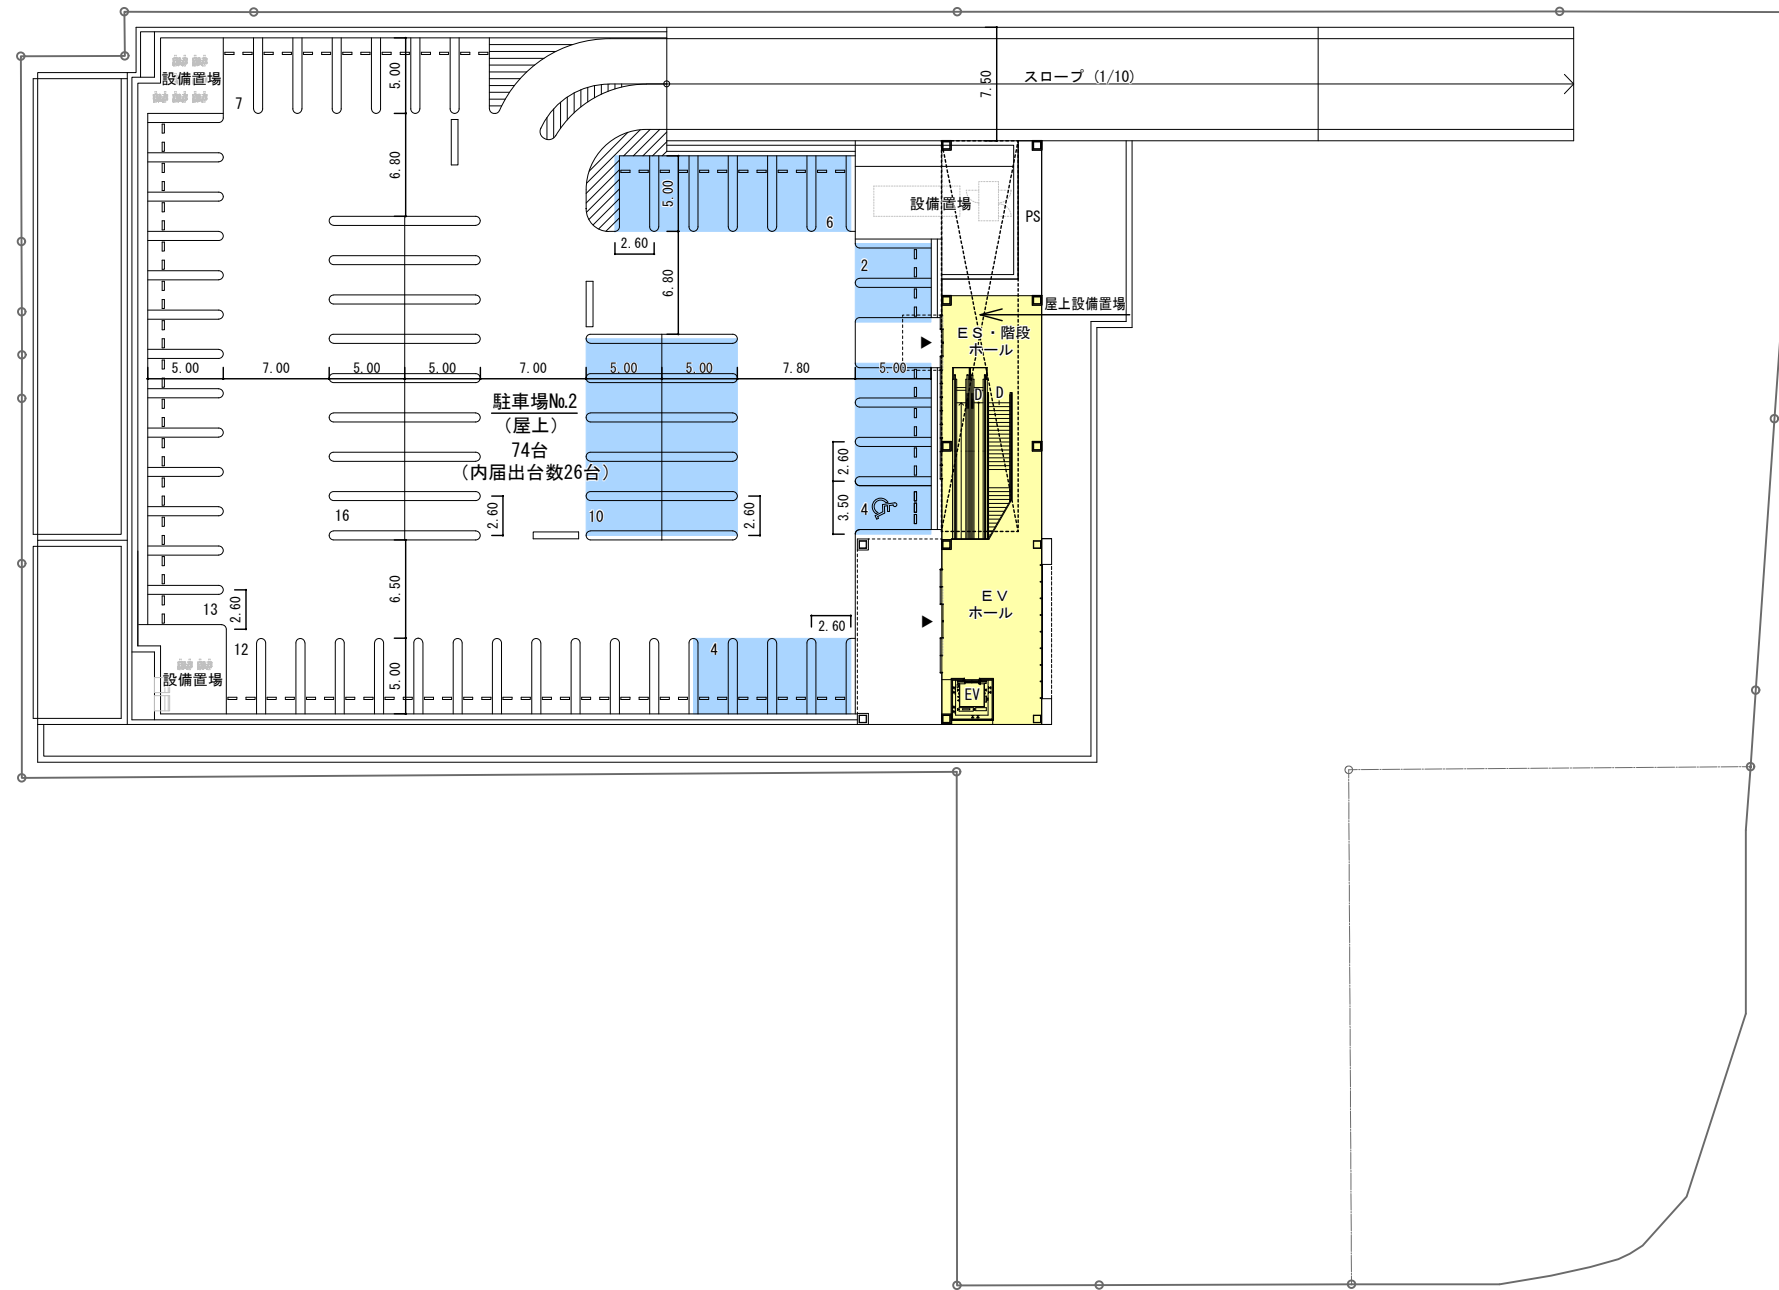 設備置場
7
5.00
7.50
スロープ (1/10)
6.80
5.00
6
設備置場
PS
2.60
2
6.80
屋上設備置場
ES・階段
ホール
5.00
7.00
5.00
5.00
7.00
5.00
5.00
7.80
5.00
D
D
駐車場No.2
(屋上)
74台
(内届出台数26台)
2.60
16
2.60
10
2.60
3.50
4
6.50
EV
ホール
13
2.60
2.60
12
4
5.00
設備置場
EV